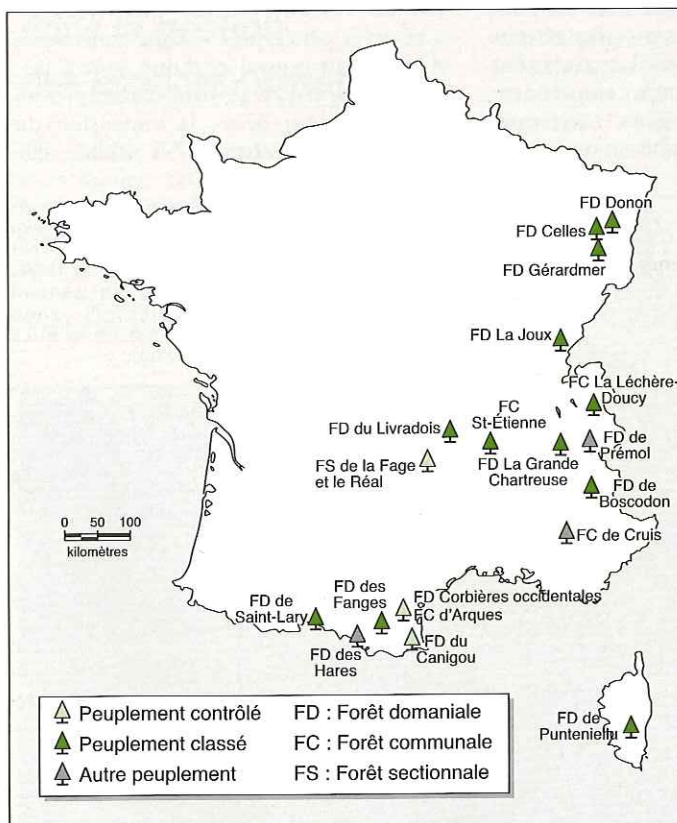 FD Donon
FD Celles
FD Gérardmer
FD La Joux
FC La Léchère-
Doucy
FC
St-Étienne
FD du Livradois
FD de
Prémol
FS de la Fage
et le Réal
FD La Grande
Chartreuse
FD de
Boscodon
0 50 100
kilomètres
FC de Cruis
FD de
Saint-Lary
FD des
Fanges
FD Corbières occidentales
FC d'Arques
FD des
Hares
FD du
Canigou
FD de
Punteniellu
Peuplement contrôlé
Peuplement classé
Autre peuplement
FD : Forêt domaniale
FC : Forêt communale
FS : Forêt sectionnale